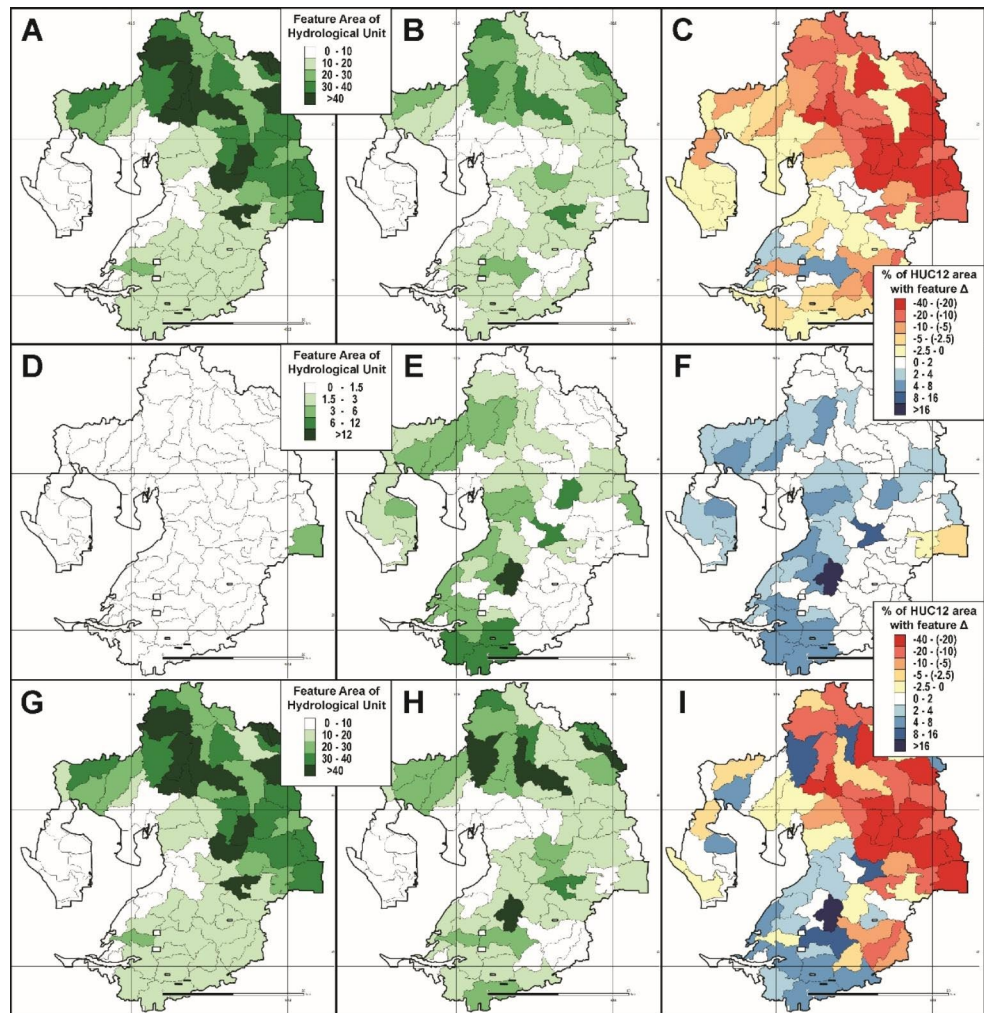 A
Feature Area of
Hydrological Unit
0 - 10
10 - 20
20 - 30
30 - 40
>40
B
C
% of HUC12 area
with feature Δ
-40 - (-20)
-20 - (-10)
-10 - (-5)
-5 - (-2.5)
-2.5 - 0
0 - 2
2 - 4
4 - 8
8 - 16
>16
D
Feature Area of
Hydrological Unit
0 - 1.5
1.5 - 3
3 - 6
6 - 12
>12
E
F
% of HUC12 area
with feature Δ
-40 - (-20)
-20 - (-10)
-10 - (-5)
-5 - (-2.5)
-2.5 - 0
0 - 2
2 - 4
4 - 8
8 - 16
>16
G
Feature Area of
Hydrological Unit
0 - 10
10 - 20
20 - 30
30 - 40
>40
H
I